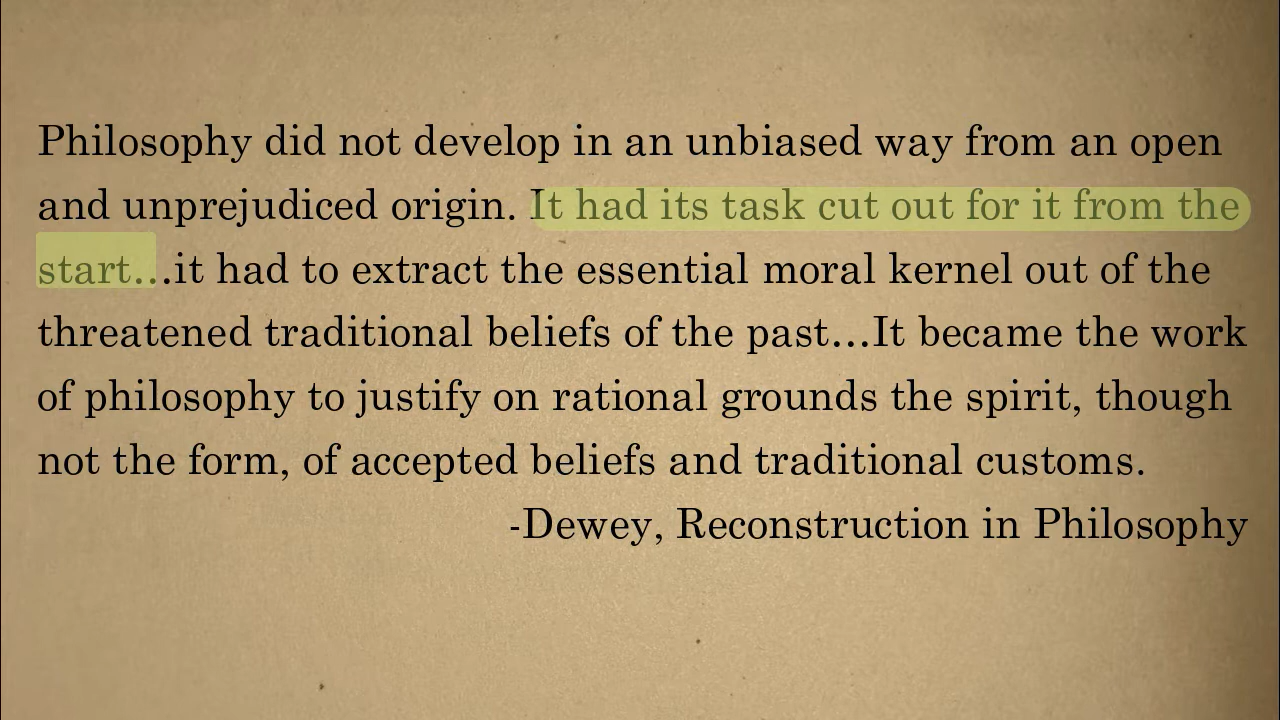 Philosophy did not develop in an unbiased way from an open
and unprejudiced origin. It had its task cut out for it from the
start...it had to extract the essential moral kernel out of the
threatened traditional beliefs of the past...It became the work
of philosophy to justify on rational grounds the spirit, though
not the form, of accepted beliefs and traditional customs.
-Dewey, Reconstruction in Philosophy